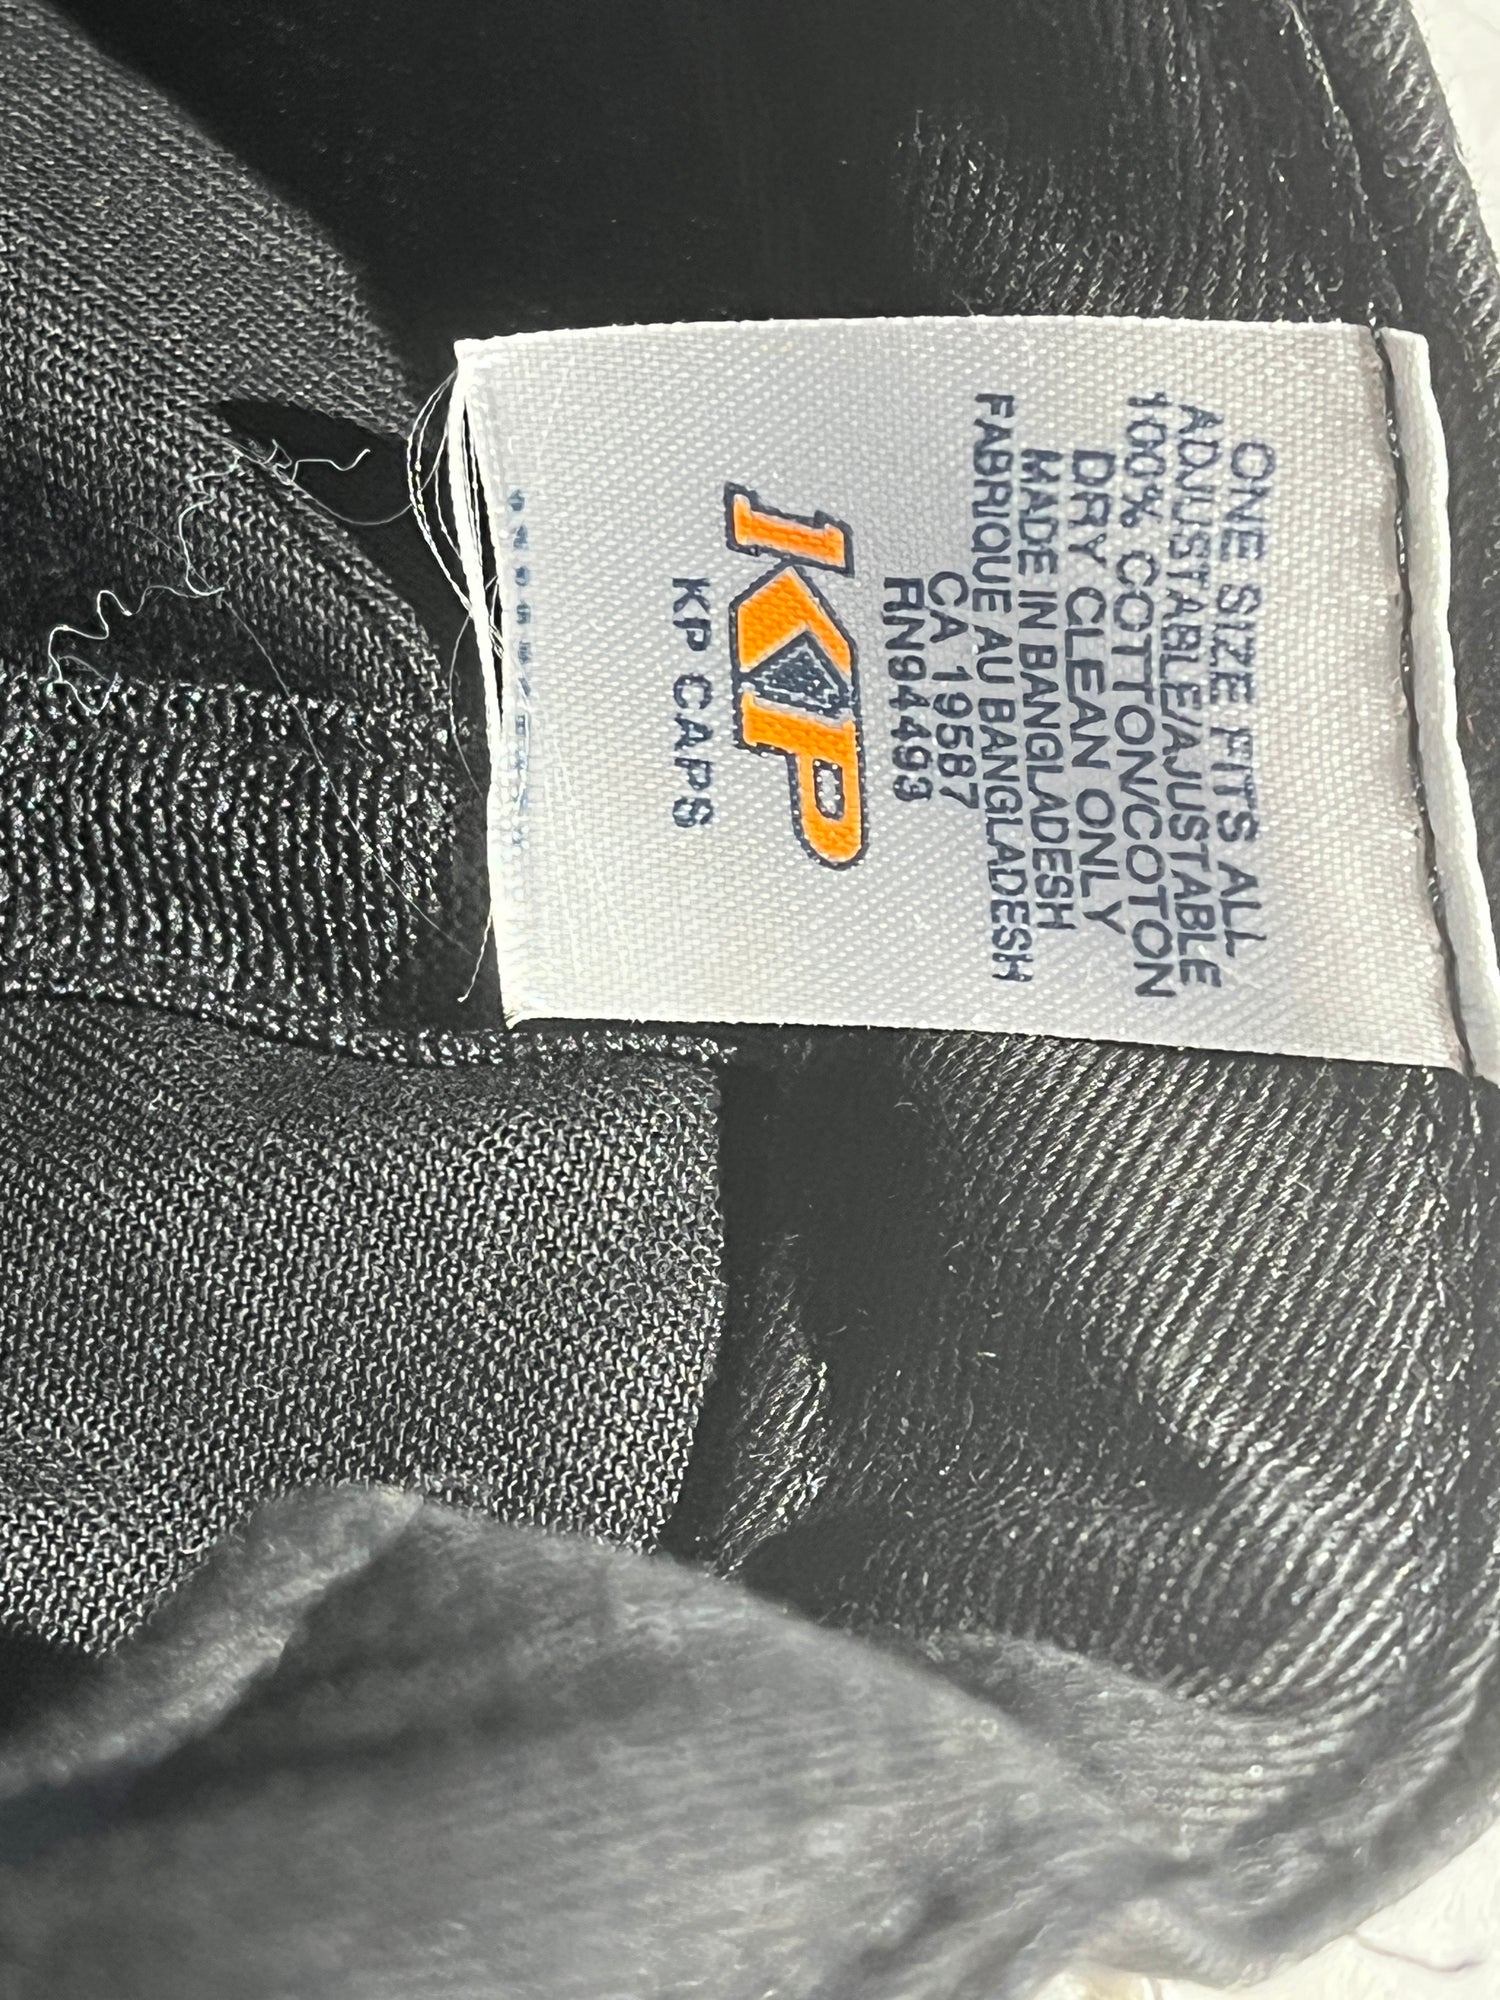 ONE SIZE FITS ALL
ADJUSTABLE/AJUSTABLE
100% COTTON/COTON
DRY CLEAN ONLY
MADE IN BANGLADESH
FABRIQUE AU BANGLADESH
CA 19587
RN94493
KP
KP CAPS